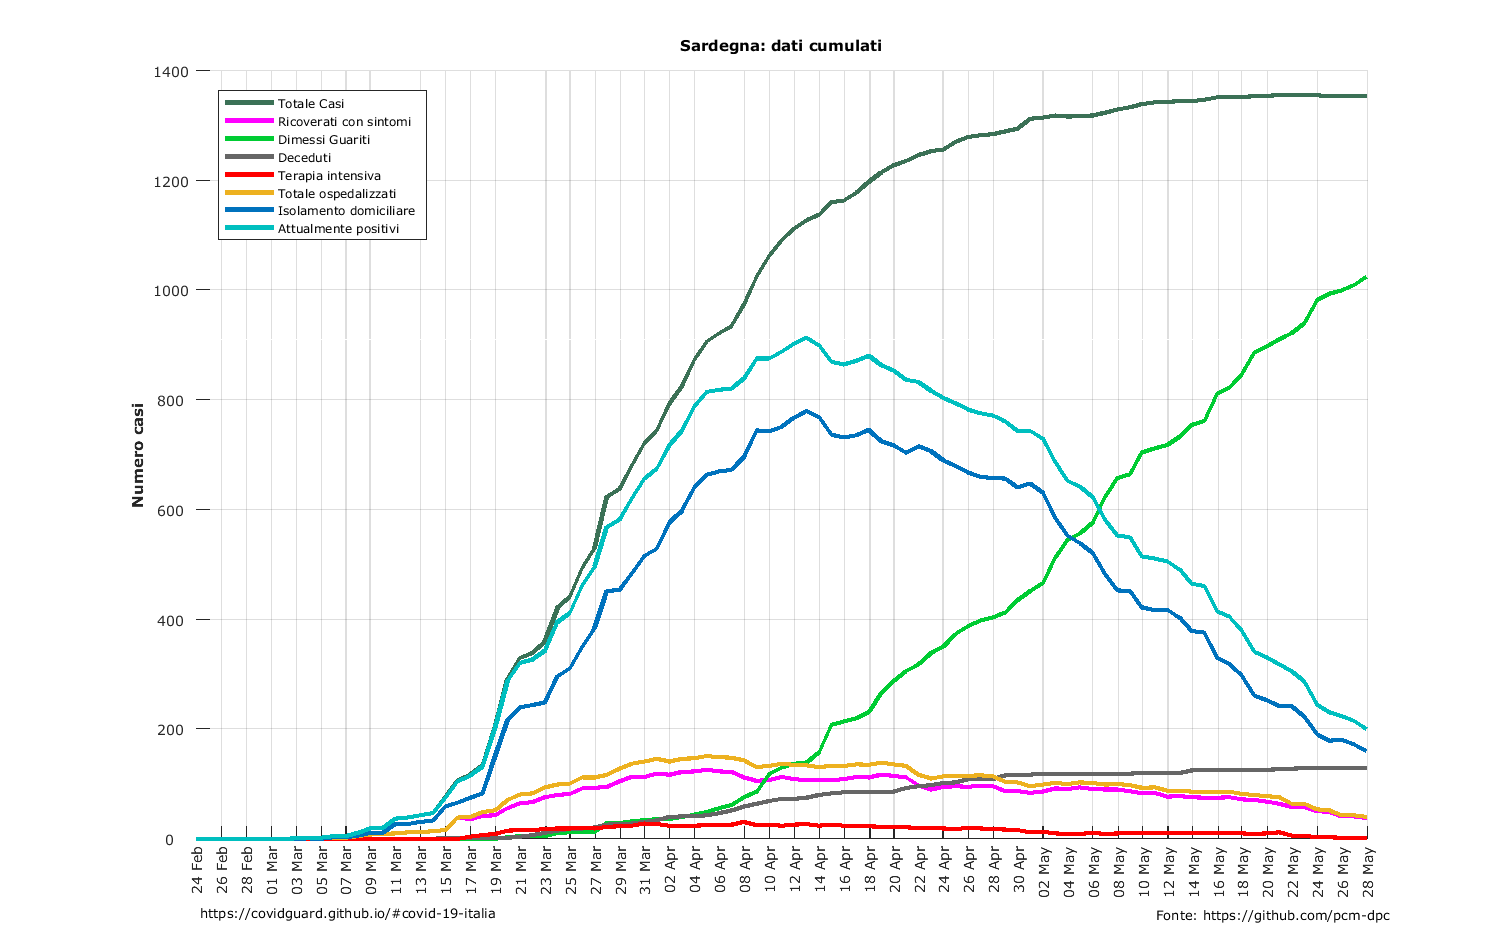 Sardegna: dati cumulati
1400
1200
1000
800
600
400
200
0
Numero casi
Totale Casi
Ricoverati con sintomi
Dimessi Guariti
Deceduti
Terapia intensiva
Totale ospedalizzati
Isolamento domiciliare
Attualmente positivi
24 Feb
26 Feb
28 Feb
01 Mar
03 Mar
05 Mar
07 Mar
09 Mar
11 Mar
13 Mar
15 Mar
17 Mar
19 Mar
21 Mar
23 Mar
25 Mar
27 Mar
29 Mar
31 Mar
02 Apr
04 Apr
06 Apr
08 Apr
10 Apr
12 Apr
14 Apr
16 Apr
18 Apr
20 Apr
22 Apr
24 Apr
26 Apr
28 Apr
30 Apr
02 May
04 May
06 May
08 May
10 May
12 May
14 May
16 May
18 May
20 May
22 May
24 May
26 May
28 May
https://covidguard.github.io/#covid-19-italia
Fonte: https://github.com/pcm-dpc